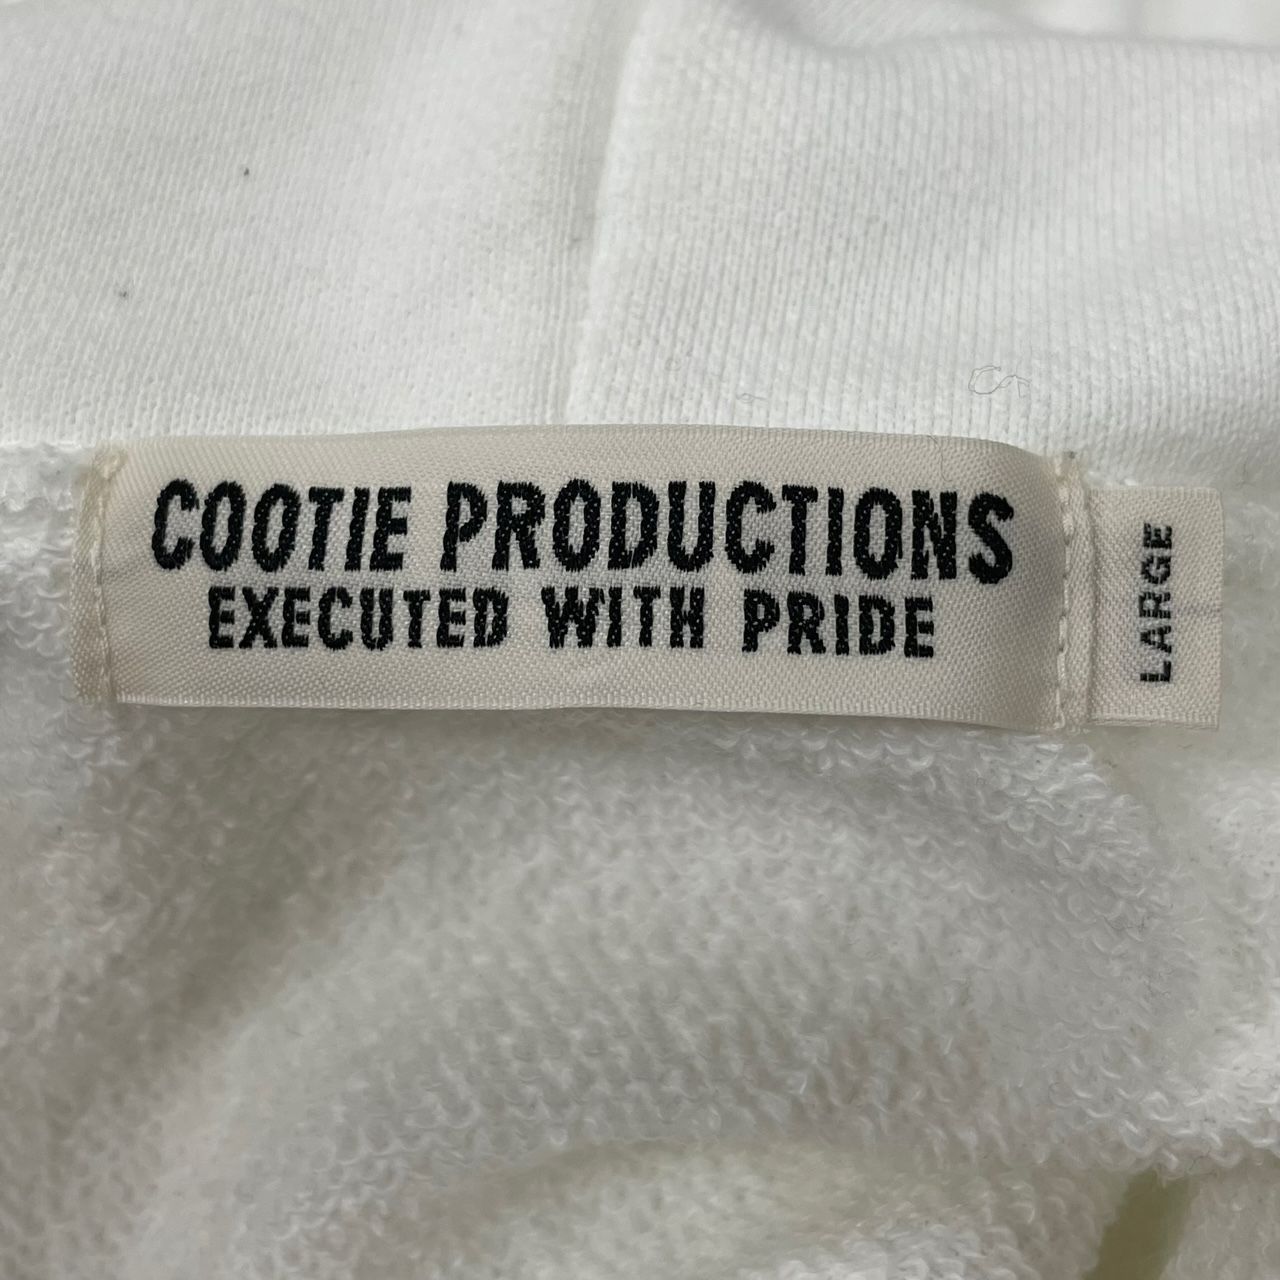 COOTIE PRODUCTIONS
EXECUTED WITH PRIDE
LARGE